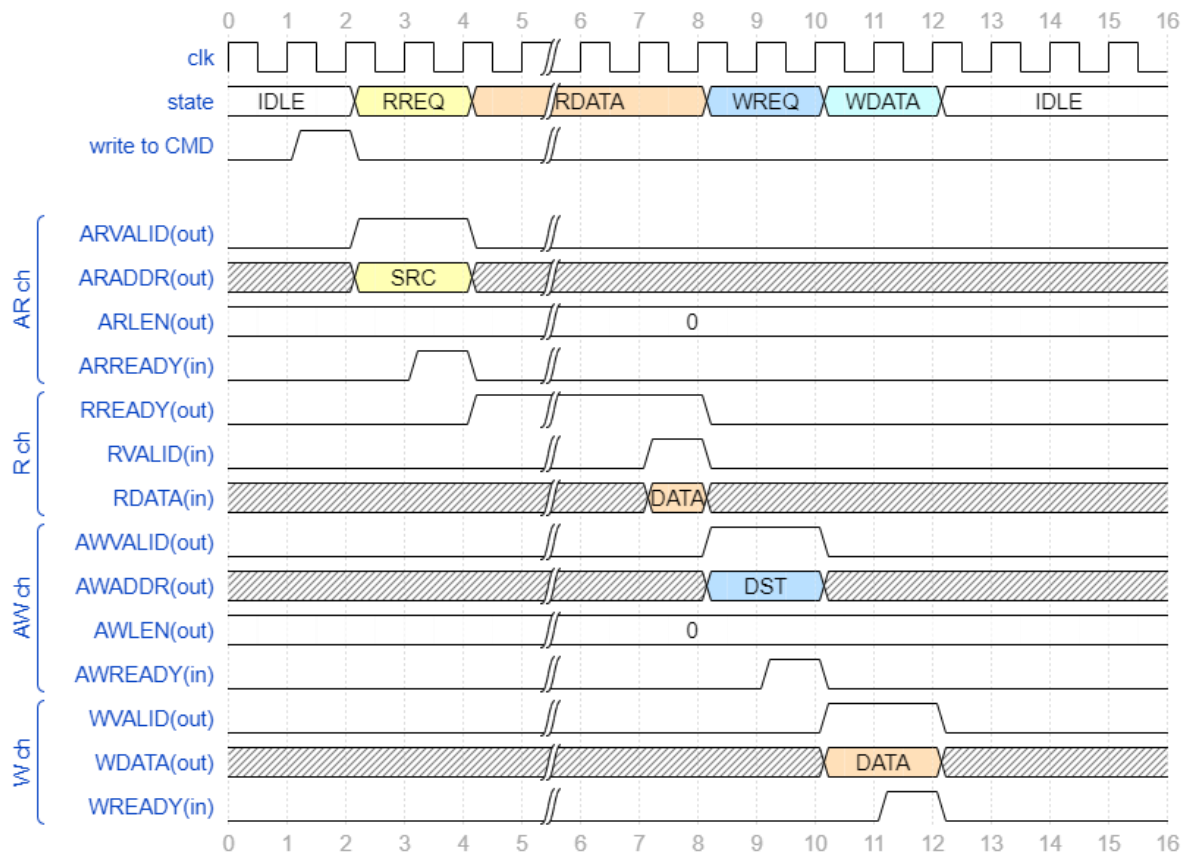 0 1 2 3 4 5 6 7 8 9 10 11 12 13 14 15 16
clk
state IDLE RREQ RDATA WREQ WDATA IDLE
write to CMD
AR ch
ARVALID(out)
ARADDR(out) SRC
ARLEN(out) 0
ARREADY(in)
R ch
RREADY(out)
RVALID(in)
RDATA(in) DATA
AW ch
AWVALID(out)
AWADDR(out) DST
AWLEN(out) 0
AWREADY(in)
W ch
WVALID(out)
WDATA(out) DATA
WREADY(in)
0 1 2 3 4 5 6 7 8 9 10 11 12 13 14 15 16